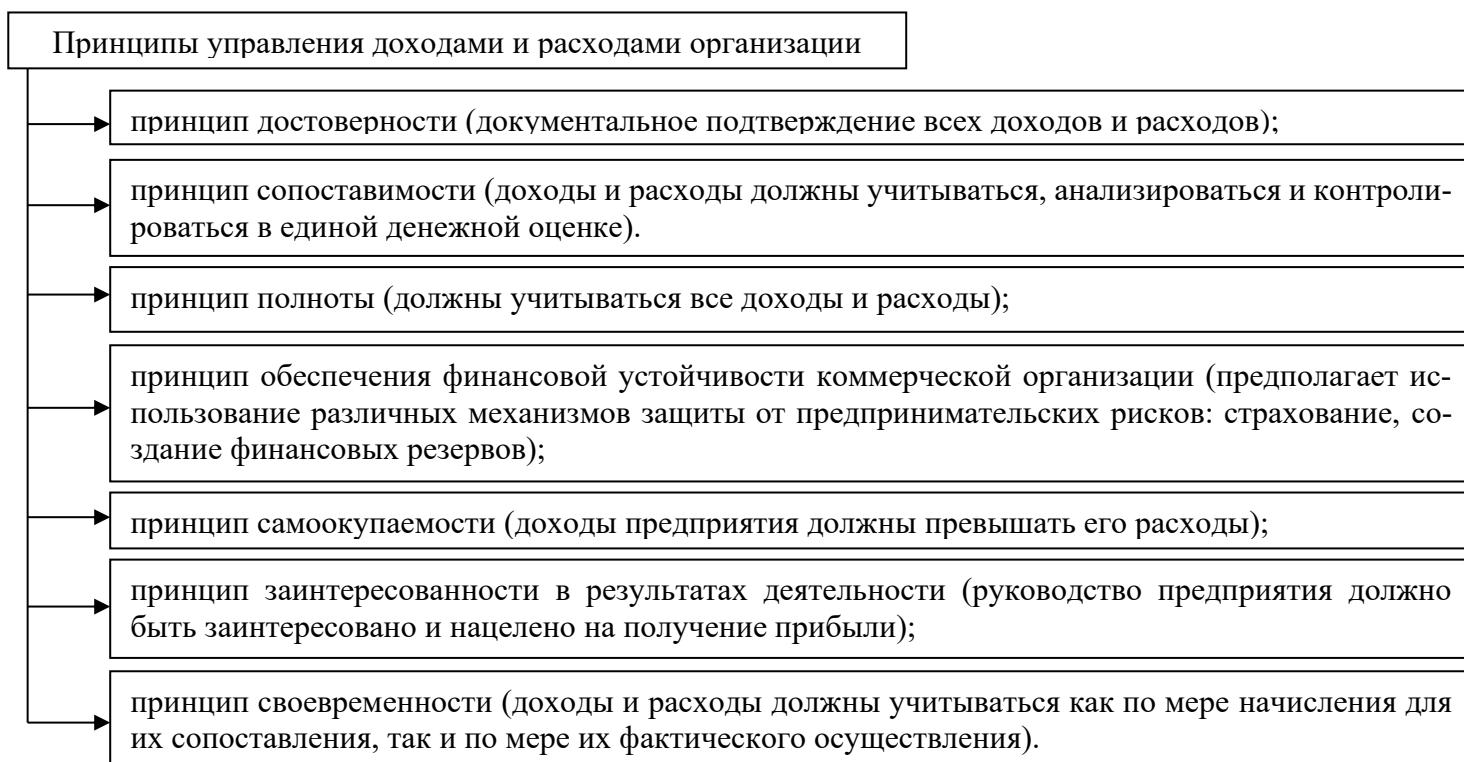 Принципы управления доходами и расходами организации
принцип достоверности (документальное подтверждение всех доходов и расходов);
принцип сопоставимости (доходы и расходы должны учитываться, анализироваться и контроли-
роваться в единой денежной оценке).
принцип полноты (должны учитываться все доходы и расходы);
принцип обеспечения финансовой устойчивости коммерческой организации (предполагает ис-
пользование различных механизмов защиты от предпринимательских рисков: страхование, со-
здание финансовых резервов);
принцип самоокупаемости (доходы предприятия должны превышать его расходы);
принцип заинтересованности в результатах деятельности (руководство предприятия должно
быть заинтересовано и нацелено на получение прибыли);
принцип своевременности (доходы и расходы должны учитываться как по мере начисления для
их сопоставления, так и по мере их фактического осуществления).